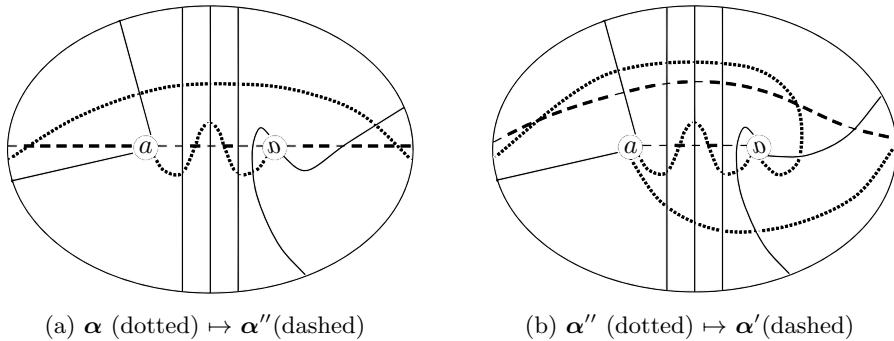 a a
a a
(a) α (dotted) ↦ α″(dashed)
(b) α″ (dotted) ↦ α′(dashed)